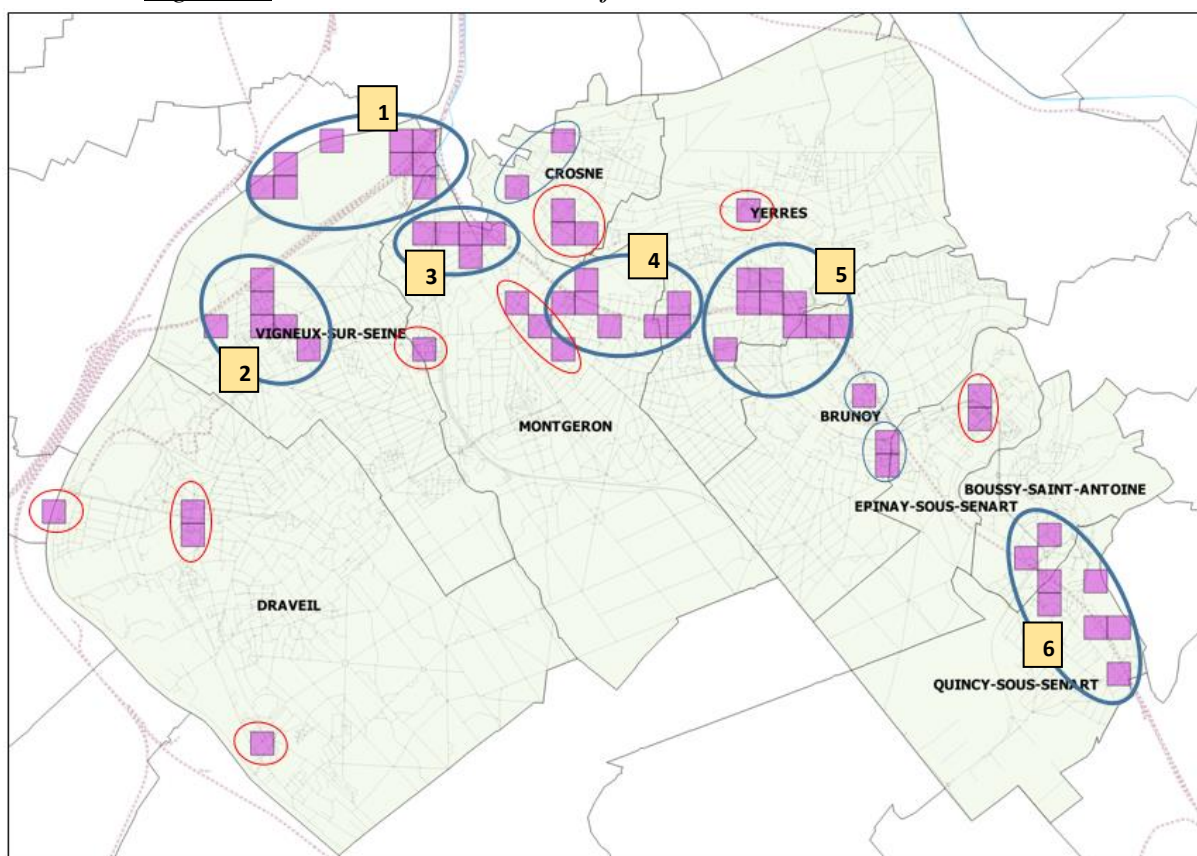 1
CROSNE
YERRES
3
4
5
VIGNEUX-SUR-SEINE
2
BRUNOY
MONTGERON
BOUSSY-SAINT-ANTOINE
EPINAY-SOUS-SENART
DRAVEIL
6
QUINCY-SOUS-SENART